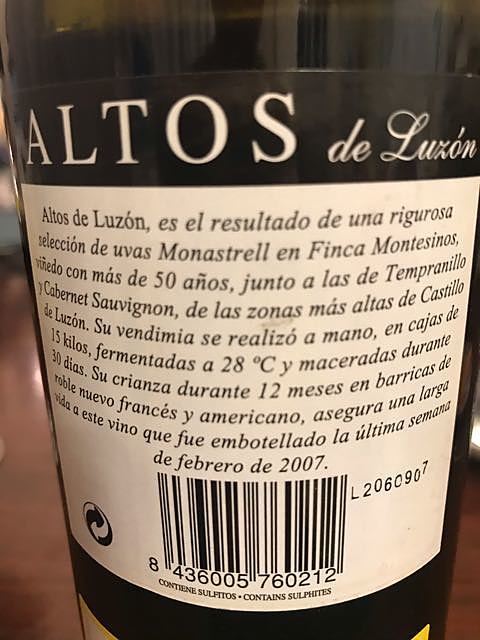 ALTOS de Luzón
Altos de Luzón, es el resultado de una rigurosa
selección de uvas Monastrell en Finca Montesinos,
viñedo con más de 50 años, junto a las de Tempranillo
y Cabernet Sauvignon, de las zonas más altas de Castillo
de Luzón. Su vendimia se realizó a mano, en cajas de
15 kilos, fermentadas a 28 ºC y maceradas durante
30 dias. Su crianza durante 12 meses en barricas de
roble nuevo francés y americano, asegura una larga
vida a este vino que fue embotellado la última semana
de febrero de 2007.
L2060907
8 436005 760212
CONTIENE SULFITOS • CONTAINS SULPHITES